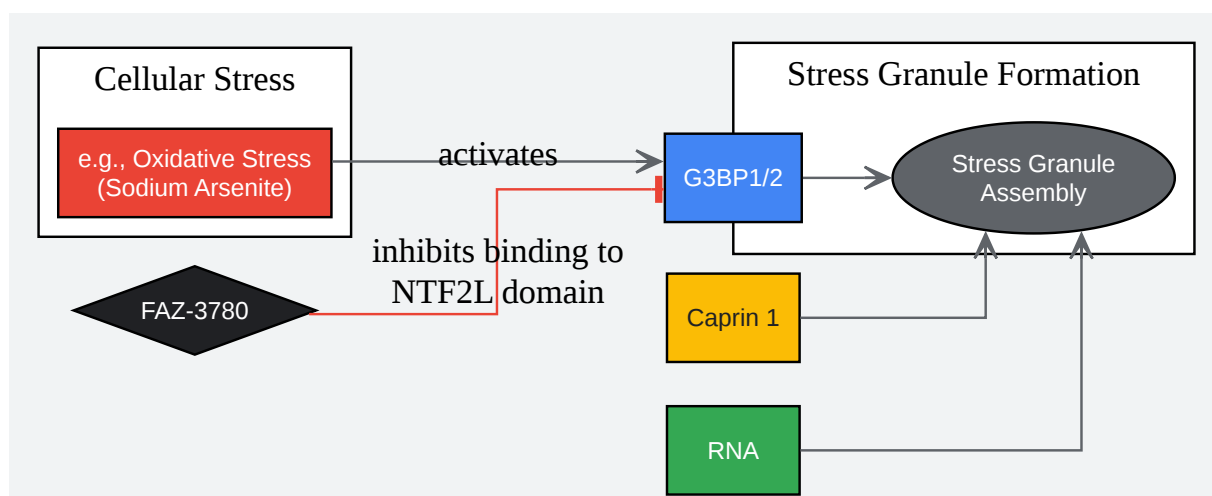 Cellular Stress
e.g., Oxidative Stress
(Sodium Arsenite)
activates
Stress Granule Formation
G3BP1/2
Stress Granule
Assembly
inhibits binding to
NTF2L domain
FAZ-3780
Caprin 1
RNA